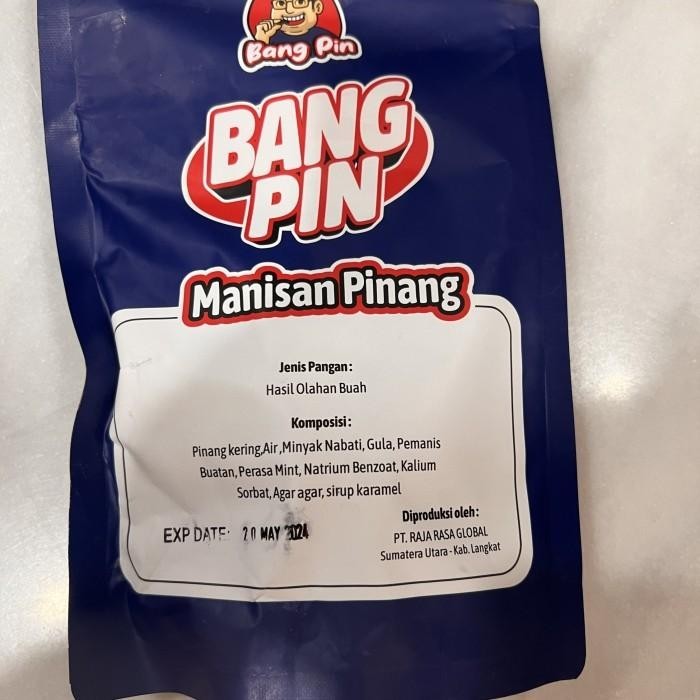 Bang Pin
BANG
PIN
Manisan Pinang
Jenis Pangan :
Hasil Olahan Buah
Komposisi :
Pinang kering,Air ,Minyak Nabati, Gula, Pemanis
Buatan, Perasa Mint, Natrium Benzoat, Kalium
Sorbat, Agar agar, sirup karamel
EXP DATE: 20 MAY 2024
Diproduksi oleh :
PT. RAJA RASA GLOBAL
Sumatera Utara - Kab. Langkat